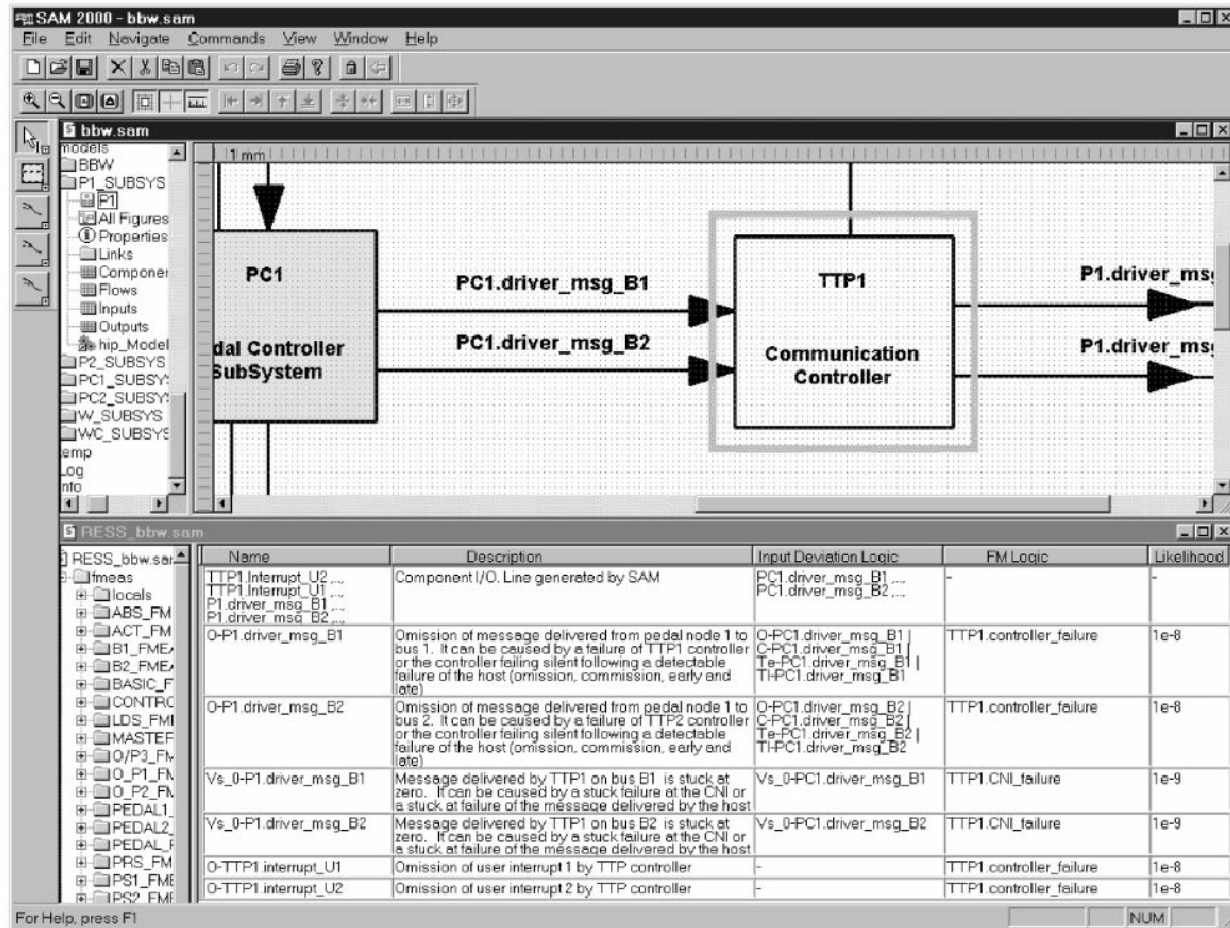 SAM 2000 - bbw.sam
File Edit Navigate Commands View Window Help
bbw.sam
models
BBW
P1_SUBSYS
P1
All Figures
Properties
Links
Componer
Flows
Inputs
Outputs
hip_Model
P2_SUBSYS
PC1_SUBSY
PC2_SUBSY
W_SUBSYS
WC_SUBSYS
emp
Log
nfo
1 mm
PC1
dal Controller
SubSystem
PC1.driver_msg_B1
PC1.driver_msg_B2
TTP1
Communication
Controller
P1.driver_ms
P1.driver_ms
RESS_bbw.sam
RESS_bbw.sar
fmeas
locals
ABS_FM
ACT_FM
B1_FME
B2_FME
BASIC_F
CONTRC
LDS_FM
MASTEF
O/P3_FM
O_P1_FM
O_P2_FM
PEDAL1_
PEDAL2_
PEDAL_F
PRS_FM
PS1_FME
PS2_FME
Name Description Input Deviation Logic FM Logic Likelihood
TTP1.Interrupt_U2,...,
TTP1.Interrupt_U1,...,
P1.driver_msg_B1,...,
P1.driver_msg_B2,...,
Component I/O. Line generated by SAM
PC1.driver_msg_B1,...,
PC1.driver_msg_B2,...,
-
-
O-P1.driver_msg_B1
Omission of message delivered from pedal node 1 to
bus 1. It can be caused by a failure of TTP1 controller
or the controller failing silent following a detectable
failure of the host (omission, commission, early and
late)
O-PC1.driver_msg_B1 |
C-PC1.driver_msg_B1 |
Te-PC1.driver_msg_B1 |
Tl-PC1.driver_msg_B1
TTP1.controller_failure
1e-8
O-P1.driver_msg_B2
Omission of message delivered from pedal node 1 to
bus 2. It can be caused by a failure of TTP2 controller
or the controller failing silent following a detectable
failure of the host (omission, commission, early and
late)
O-PC1.driver_msg_B2 |
C-PC1.driver_msg_B2 |
Te-PC1.driver_msg_B2 |
Tl-PC1.driver_msg_B2
TTP1.controller_failure
1e-8
Vs_0-P1.driver_msg_B1
Message delivered by TTP1 on bus B1 is stuck at
zero. It can be caused by a stuck failure at the CNI or
a stuck at failure of the message delivered by the host
Vs_0-PC1.driver_msg_B1
TTP1.CNI_failure
1e-9
Vs_0-P1.driver_msg_B2
Message delivered by TTP1 on bus B2 is stuck at
zero. It can be caused by a stuck failure at the CNI or
a stuck at failure of the message delivered by the host
Vs_0-PC1.driver_msg_B2
TTP1.CNI_failure
1e-9
O-TTP1.interrupt_U1
Omission of user interrupt 1 by TTP controller
-
TTP1.controller_failure
1e-8
O-TTP1.interrupt_U2
Omission of user interrupt 2 by TTP controller
-
TTP1.controller_failure
1e-8
For Help, press F1
NUM